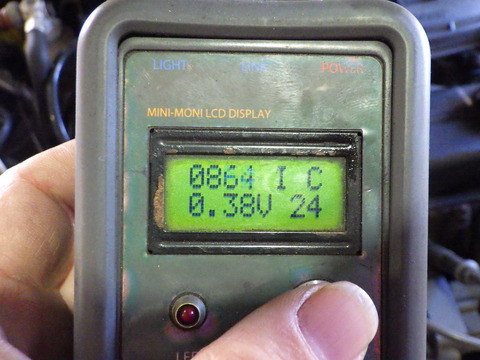 LIGHT POWER
MINI-MONI LCD DISPLAY
0864 I C
0.38V 24